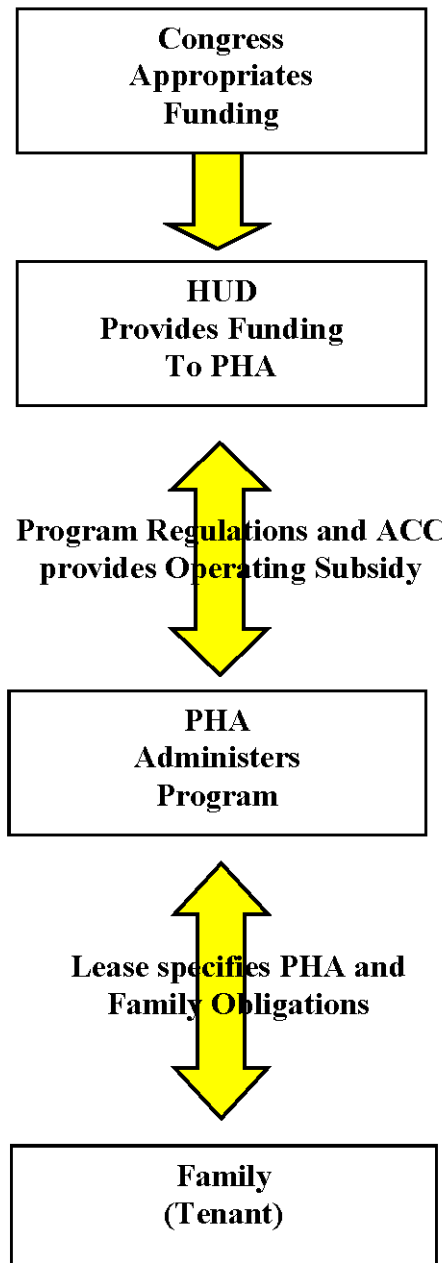 Congress
Appropriates
Funding
HUD
Provides Funding
To PHA
Program Regulations and ACC
provides Operating Subsidy
PHA
Administers
Program
Lease specifies PHA and
Family Obligations
Family
(Tenant)